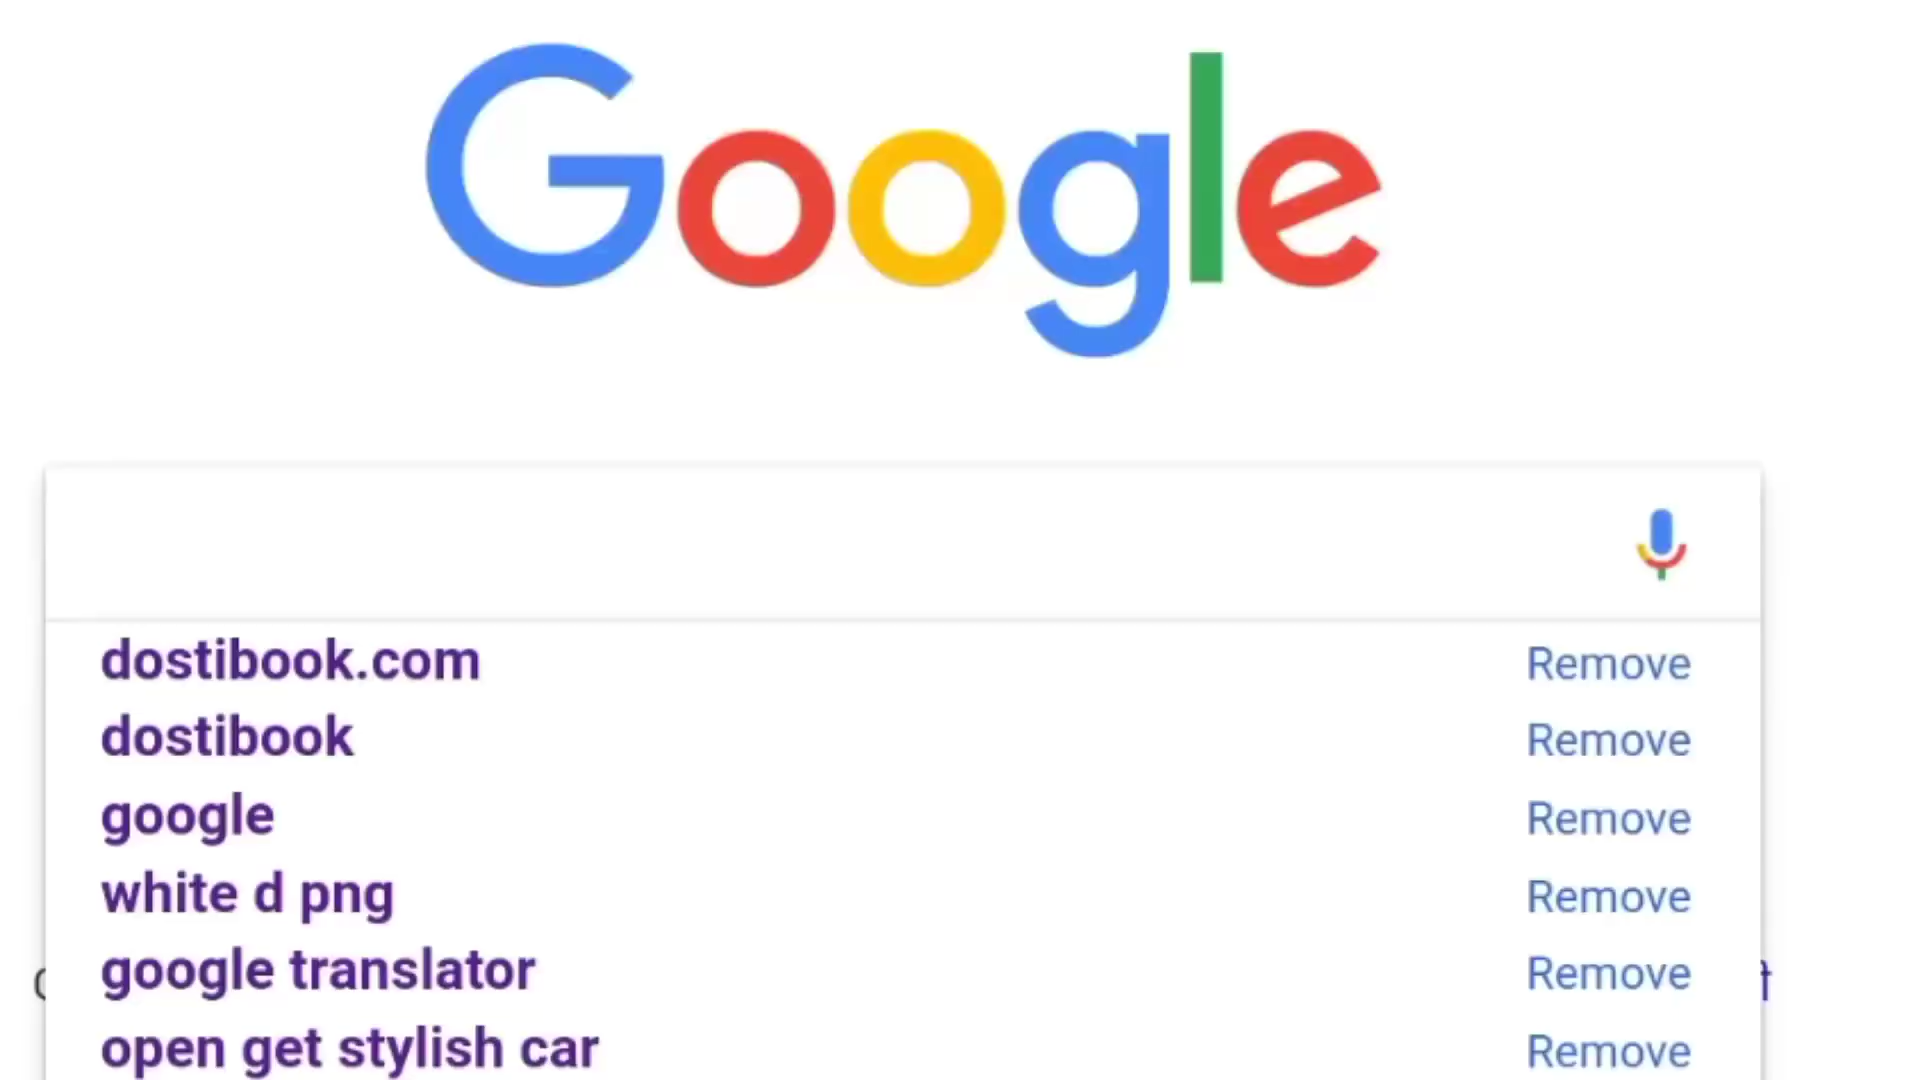 Google
dostibook.com Remove
dostibook Remove
google Remove
white d png Remove
google translator Remove
open get stylish car Remove